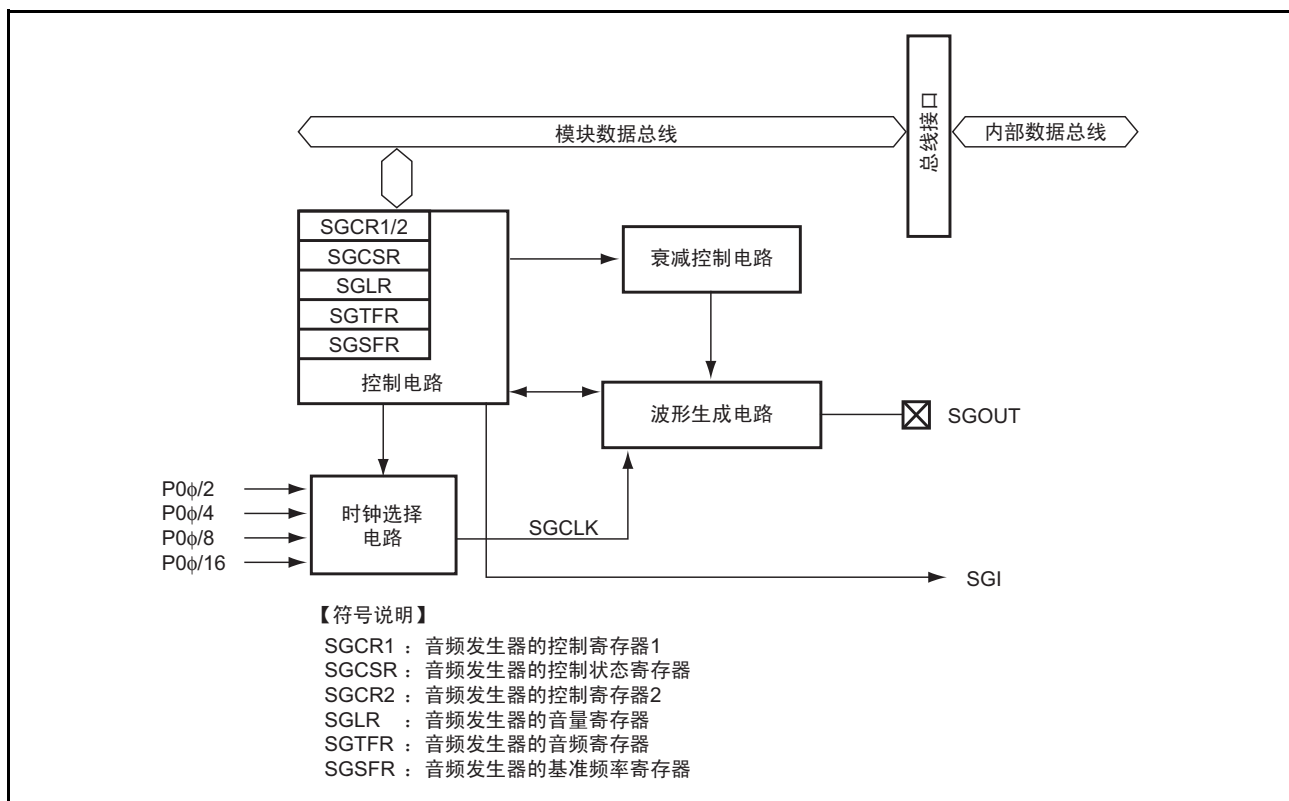 总线接口
模块数据总线
内部数据总线
SGCR1/2
SGCSR
SGLR
SGTFR
SGSFR
控制电路
衰减控制电路
波形生成电路
SGOUT
P0ϕ/2
P0ϕ/4
P0ϕ/8
P0ϕ/16
时钟选择
电路
SGCLK
SGI
【符号说明】
SGCR1 : 音频发生器的控制寄存器1
SGCSR : 音频发生器的控制状态寄存器
SGCR2 : 音频发生器的控制寄存器2
SGLR : 音频发生器的音量寄存器
SGTFR : 音频发生器的音频寄存器
SGSFR : 音频发生器的基准频率寄存器